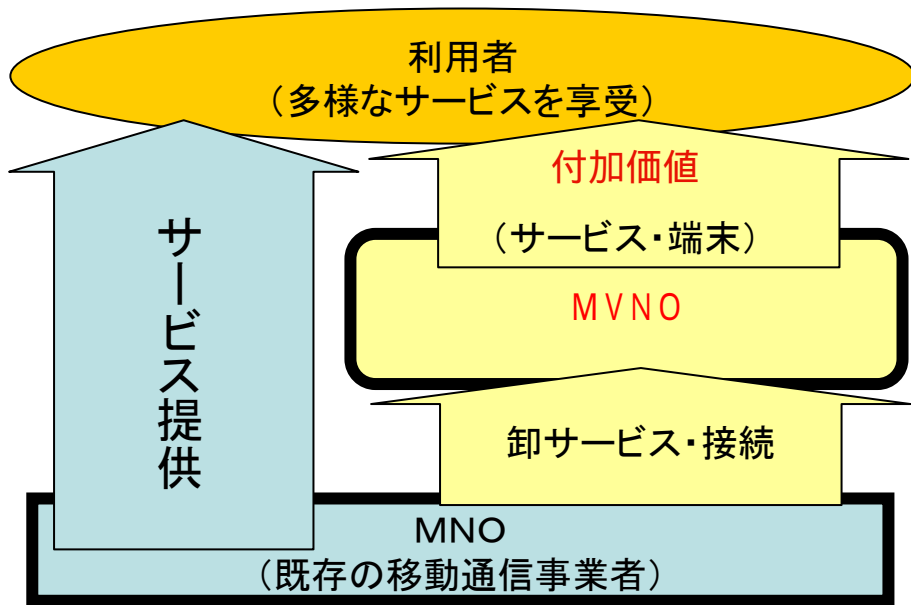 利用者
（多様なサービスを享受）
付加価値
（サービス・端末）
サービス提供
ＭＶＮＯ
卸サービス・接続
ＭＮＯ
（既存の移動通信事業者）